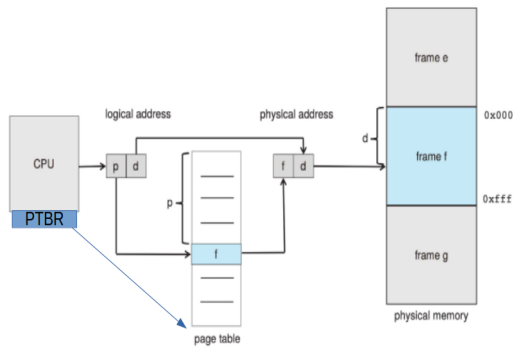 frame e
logical address
physical address
0x000
d
CPU
p d
f d
frame f
p
0xfff
PTBR
f
frame g
physical memory
page table